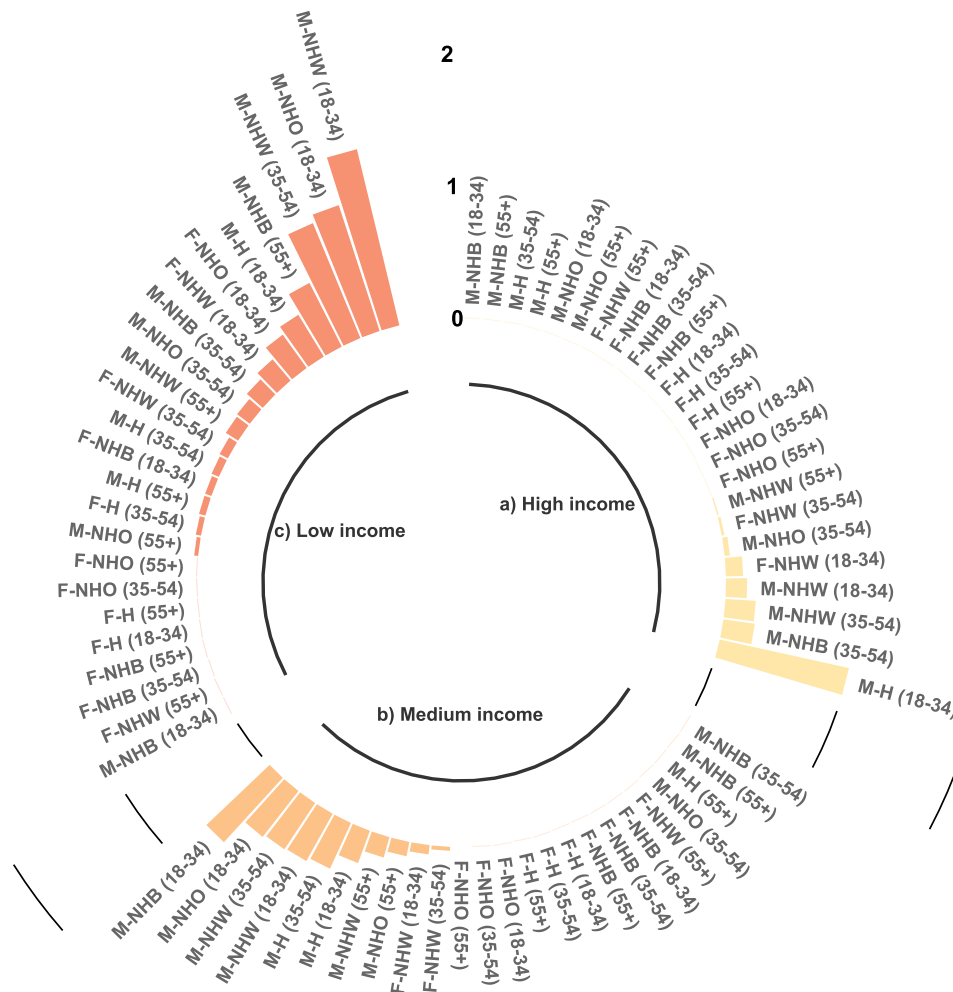 2
1
0
M-NHB (18-34)
M-NHB (55+)
M-H (35-54)
M-H (55+)
M-NHO (18-34)
M-NHO (55+)
F-NHW (55+)
F-NHB (18-34)
F-NHB (35-54)
F-NHB (55+)
F-H (18-34)
F-H (35-54)
F-H (55+)
F-NHO (18-34)
F-NHO (35-54)
F-NHO (55+)
M-NHW (55+)
F-NHW (35-54)
M-NHO (35-54)
F-NHW (18-34)
M-NHW (18-34)
M-NHW (35-54)
M-NHB (35-54)
M-H (18-34)
a) High income
M-NHB (35-54)
M-NHB (55+)
M-H (55+)
M-NHO (35-54)
F-NHW (55+)
F-NHB (18-34)
F-NHB (35-54)
F-NHB (55+)
F-H (18-34)
F-H (35-54)
F-H (55+)
F-NHO (18-34)
F-NHO (35-54)
F-NHO (55+)
F-NHW (35-54)
F-NHW (18-34)
M-NHO (55+)
M-NHW (55+)
M-H (18-34)
M-H (35-54)
M-NHW (18-34)
M-NHW (35-54)
M-NHO (18-34)
M-NHB (18-34)
b) Medium income
M-NHB (18-34)
F-NHW (55+)
F-NHB (35-54)
F-NHB (55+)
F-H (18-34)
F-H (55+)
F-NHO (35-54)
F-NHO (55+)
M-NHO (55+)
F-H (35-54)
M-H (55+)
F-NHB (18-34)
M-H (35-54)
F-NHW (35-54)
M-NHW (55+)
M-NHO (35-54)
M-NHB (35-54)
F-NHW (18-34)
F-NHO (18-34)
M-H (18-34)
M-NHB (55+)
M-NHW (35-54)
M-NHO (18-34)
M-NHW (18-34)
c) Low income